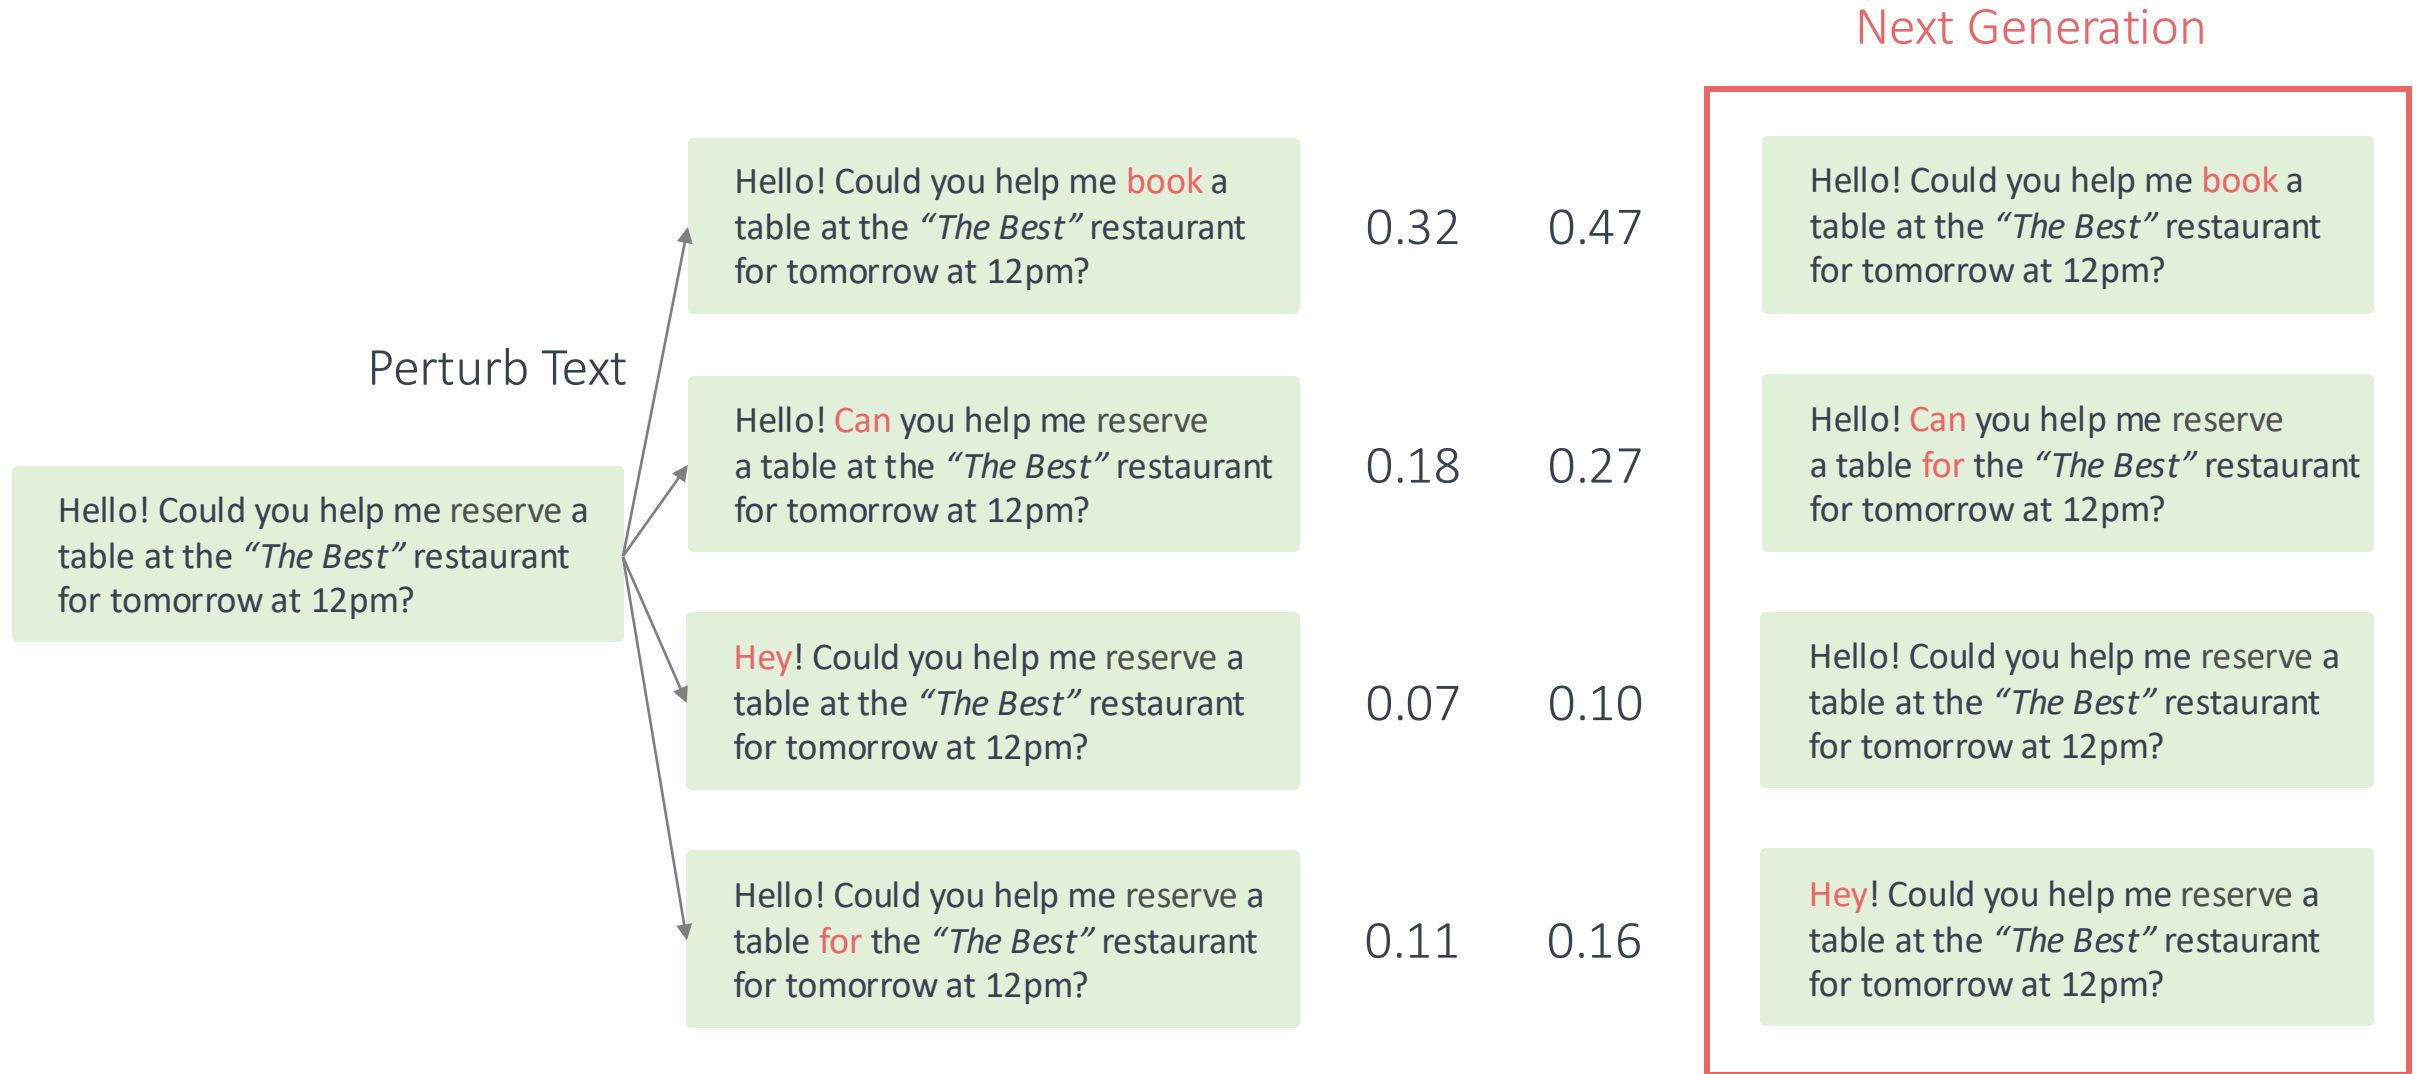 Next Generation
Perturb Text
Hello! Could you help me reserve a
table at the “The Best” restaurant
for tomorrow at 12pm?
Hello! Could you help me book a
table at the “The Best” restaurant
for tomorrow at 12pm?
0.32
0.47
Hello! Can you help me reserve
a table at the “The Best” restaurant
for tomorrow at 12pm?
0.18
0.27
Hey! Could you help me reserve a
table at the “The Best” restaurant
for tomorrow at 12pm?
0.07
0.10
Hello! Could you help me reserve a
table for the “The Best” restaurant
for tomorrow at 12pm?
0.11
0.16
Hello! Could you help me book a
table at the “The Best” restaurant
for tomorrow at 12pm?
Hello! Can you help me reserve
a table for the “The Best” restaurant
for tomorrow at 12pm?
Hello! Could you help me reserve a
table at the “The Best” restaurant
for tomorrow at 12pm?
Hey! Could you help me reserve a
table at the “The Best” restaurant
for tomorrow at 12pm?